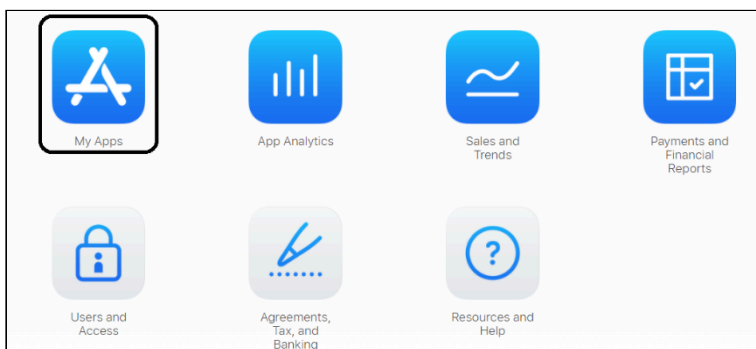 My Apps
App Analytics
Sales and
Trends
Payments and
Financial
Reports
Users and
Access
Agreements,
Tax, and
Banking
Resources and
Help